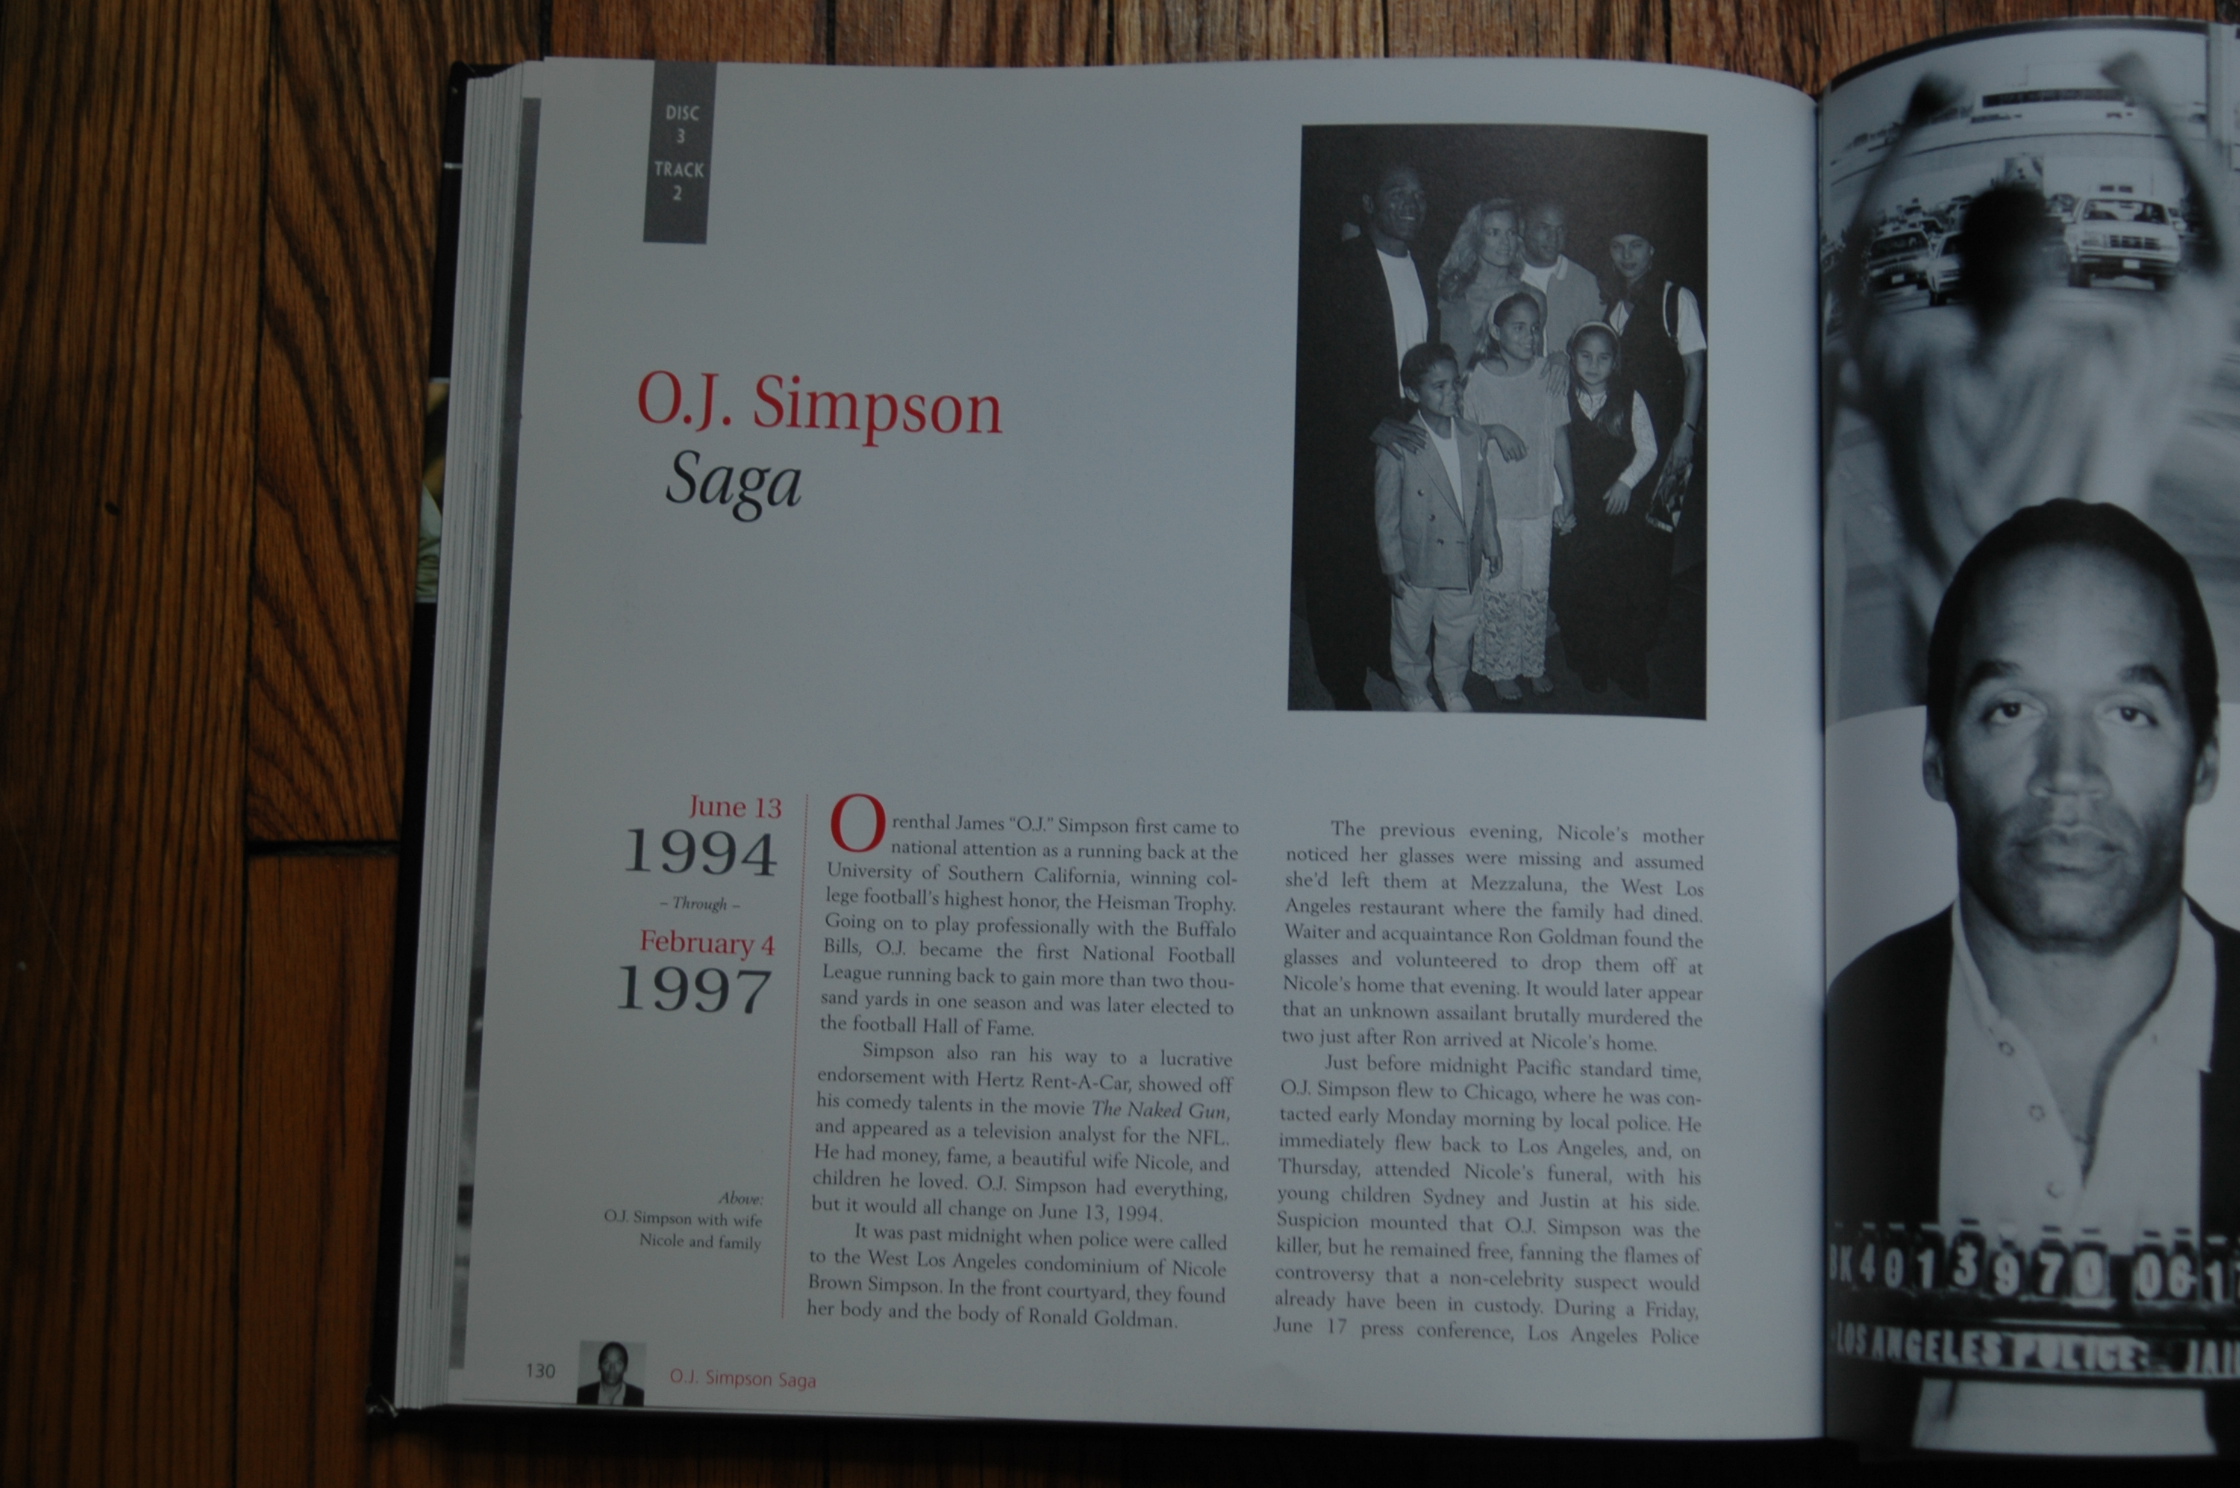 DISC
3
TRACK
2
O.J. Simpson
Saga
June 13
1994
– Through –
February 4
1997
Above:
O.J. Simpson with wife
Nicole and family
Orenthal James “O.J.” Simpson first came to
national attention as a running back at the
University of Southern California, winning col-
lege football’s highest honor, the Heisman Trophy.
Going on to play professionally with the Buffalo
Bills, O.J. became the first National Football
League running back to gain more than two thou-
sand yards in one season and was later elected to
the football Hall of Fame.
Simpson also ran his way to a lucrative
endorsement with Hertz Rent-A-Car, showed off
his comedy talents in the movie The Naked Gun,
and appeared as a television analyst for the NFL.
He had money, fame, a beautiful wife Nicole, and
children he loved. O.J. Simpson had everything,
but it would all change on June 13, 1994.
It was past midnight when police were called
to the West Los Angeles condominium of Nicole
Brown Simpson. In the front courtyard, they found
her body and the body of Ronald Goldman.
The previous evening, Nicole’s mother
noticed her glasses were missing and assumed
she’d left them at Mezzaluna, the West Los
Angeles restaurant where the family had dined.
Waiter and acquaintance Ron Goldman found the
glasses and volunteered to drop them off at
Nicole’s home that evening. It would later appear
that an unknown assailant brutally murdered the
two just after Ron arrived at Nicole’s home.
Just before midnight Pacific standard time,
O.J. Simpson flew to Chicago, where he was con-
tacted early Monday morning by local police. He
immediately flew back to Los Angeles, and, on
Thursday, attended Nicole’s funeral, with his
young children Sydney and Justin at his side.
Suspicion mounted that O.J. Simpson was the
killer, but he remained free, fanning the flames of
controversy that a non-celebrity suspect would
already have been in custody. During a Friday,
June 17 press conference, Los Angeles Police
130
O.J. Simpson Saga
BK4013970 0617
LOS ANGELES POLICE: JAIL